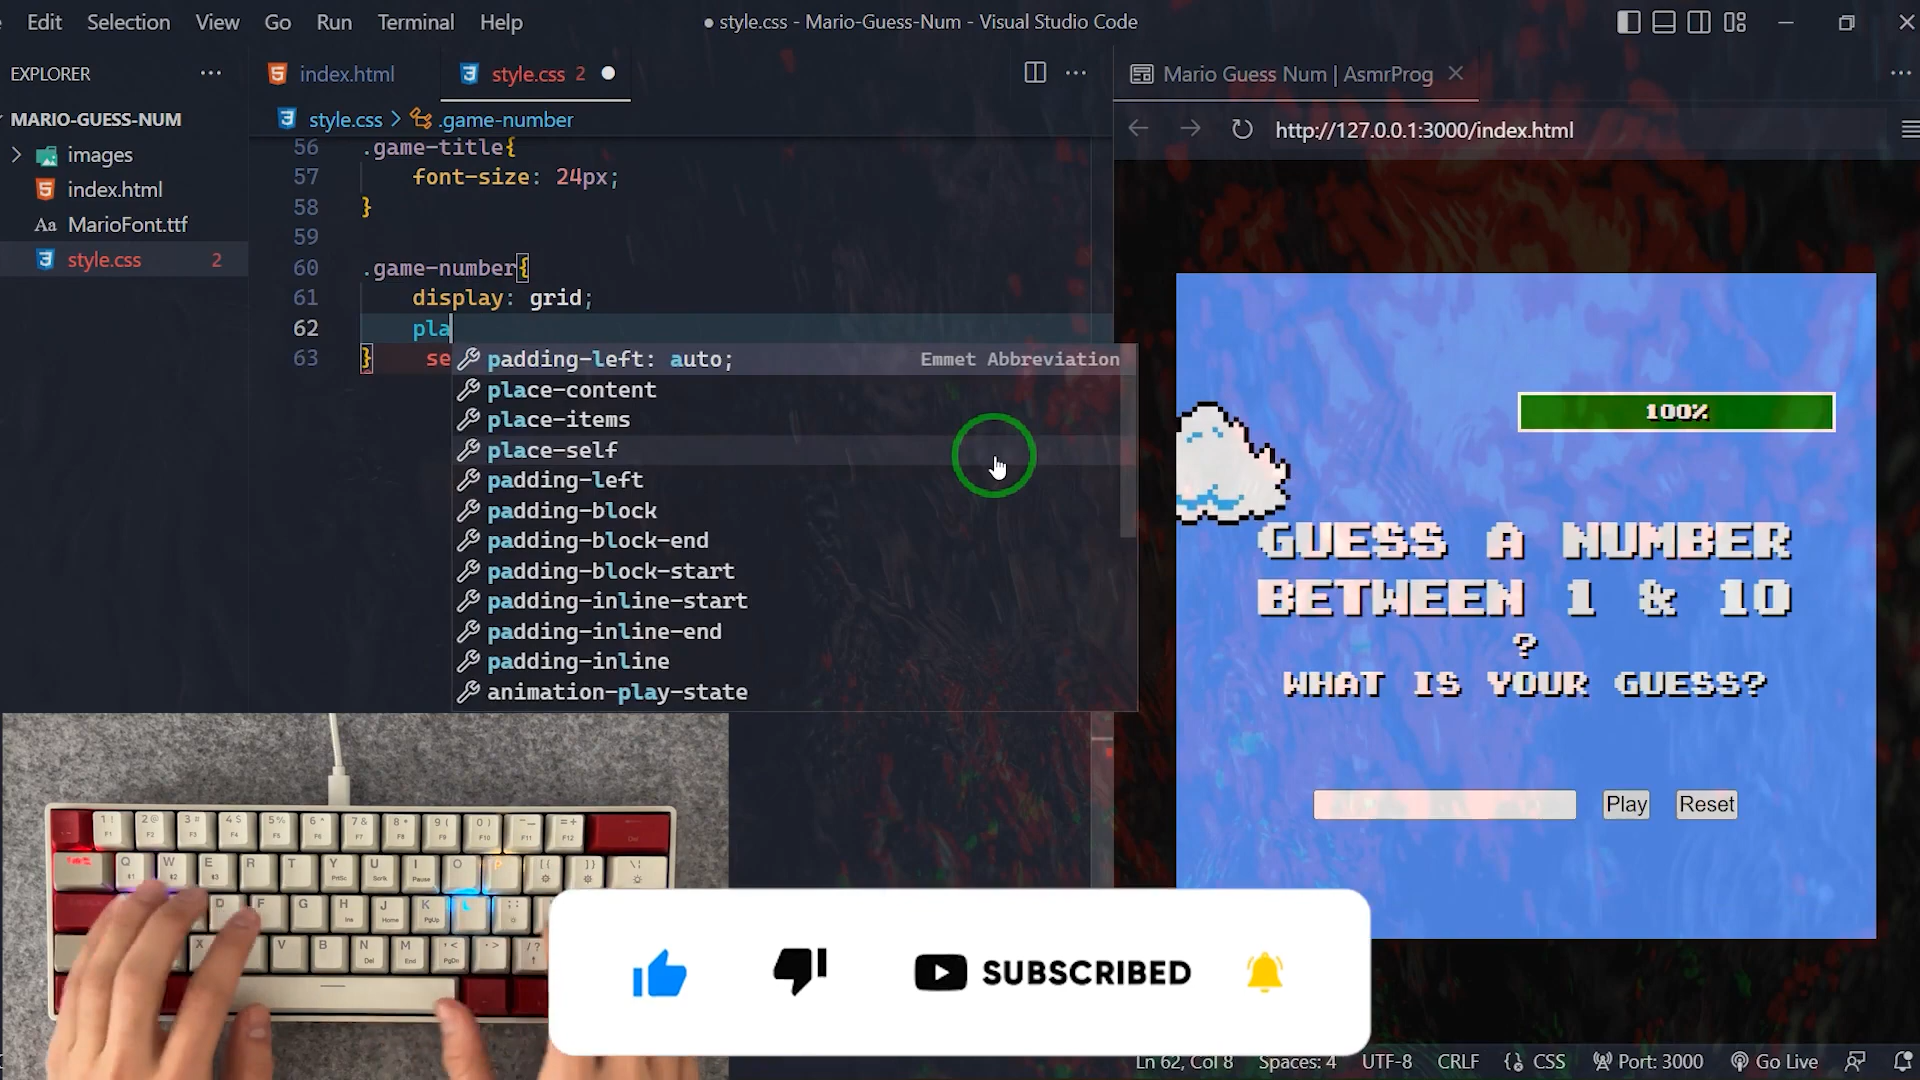 Edit Selection View Go Run Terminal Help
● style.css - Mario-Guess-Num - Visual Studio Code
EXPLORER
MARIO-GUESS-NUM
images
index.html
Aa MarioFont.ttf
style.css 2
index.html
style.css 2
style.css > .game-number
56 .game-title{
57 font-size: 24px;
58 }
59
60 .game-number{
61 display: grid;
62 pla
63 } se
padding-left: auto; Emmet Abbreviation
place-content
place-items
place-self
padding-left
padding-block
padding-block-end
padding-block-start
padding-inline-start
padding-inline-end
padding-inline
animation-play-state
Mario Guess Num | AsmrProg
http://127.0.0.1:3000/index.html
100%
GUESS A NUMBER
BETWEEN 1 & 10
?
WHAT IS YOUR GUESS?
Play Reset
SUBSCRIBED
Ln 62, Col 8 Spaces: 4 UTF-8 CRLF CSS Port: 3000 Go Live